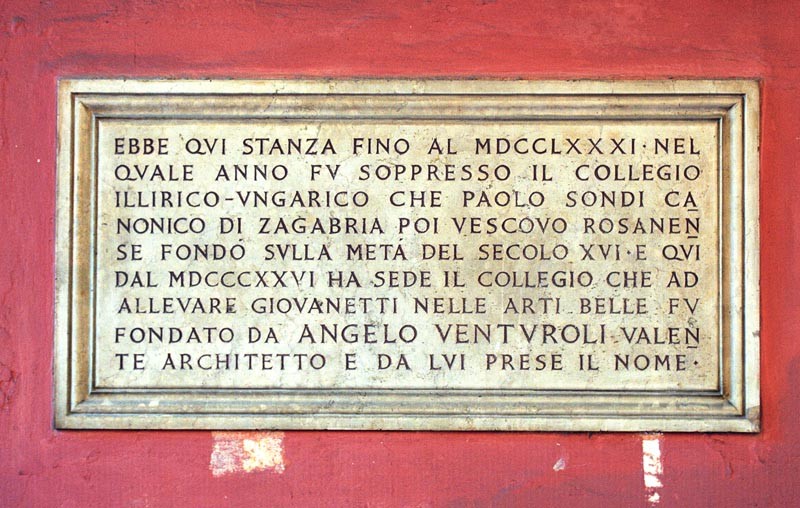 EBBE QVI STANZA FINO AL MDCCLXXXI· NEL
QVALE ANNO FV SOPPRESSO IL COLLEGIO
ILLIRICO-VNGARICO CHE PAOLO SONDI CA̲
NONICO DI ZAGABRIA POI VESCOVO ROSANEN̲
SE FONDÓ SVLLA METÁ DEL SECOLO XVI· E QVI
DAL MDCCCXXVI HA SEDE IL COLLEGIO CHE AD
ALLEVARE GIOVANETTI NELLE ARTI BELLE FV
FONDATO DA ANGELO VENTVROLI VALEN̲
TE ARCHITETTO E DA LVI PRESE IL NOME·